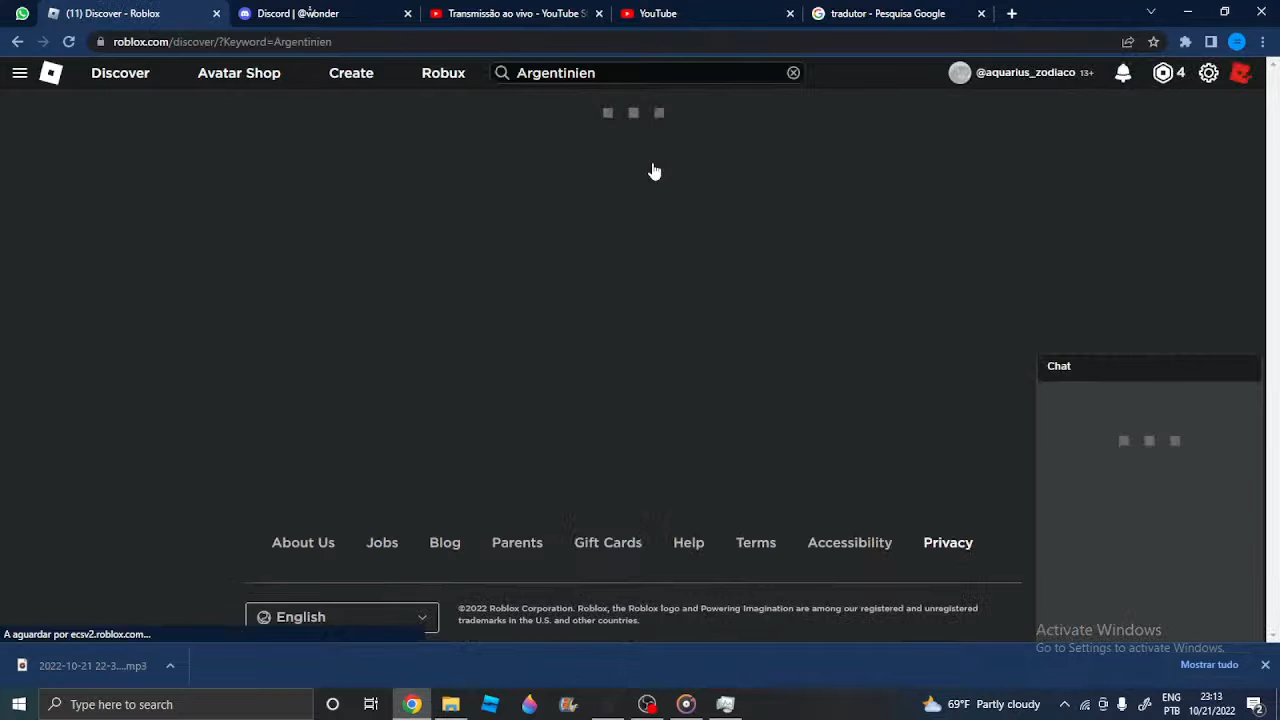 (11) Discover - Roblox
Discord | @wonder
Transmissão ao vivo - YouTube S
YouTube
tradutor - Pesquisa Google
roblox.com/discover/?Keyword=Argentinien
Discover
Avatar Shop
Create
Robux
Argentinien
@aquarius_zodiaco 13+
4
Chat
About Us
Jobs
Blog
Parents
Gift Cards
Help
Terms
Accessibility
Privacy
English
©2022 Roblox Corporation. Roblox, the Roblox logo and Powering Imagination are among our registered and unregistered
trademarks in the U.S. and other countries.
A aguardar por ecsv2.roblox.com...
Activate Windows
Go to Settings to activate Windows.
2022-10-21 22-3....mp3
Mostrar tudo
Type here to search
69°F Partly cloudy
ENG
PTB
23:13
10/21/2022
2